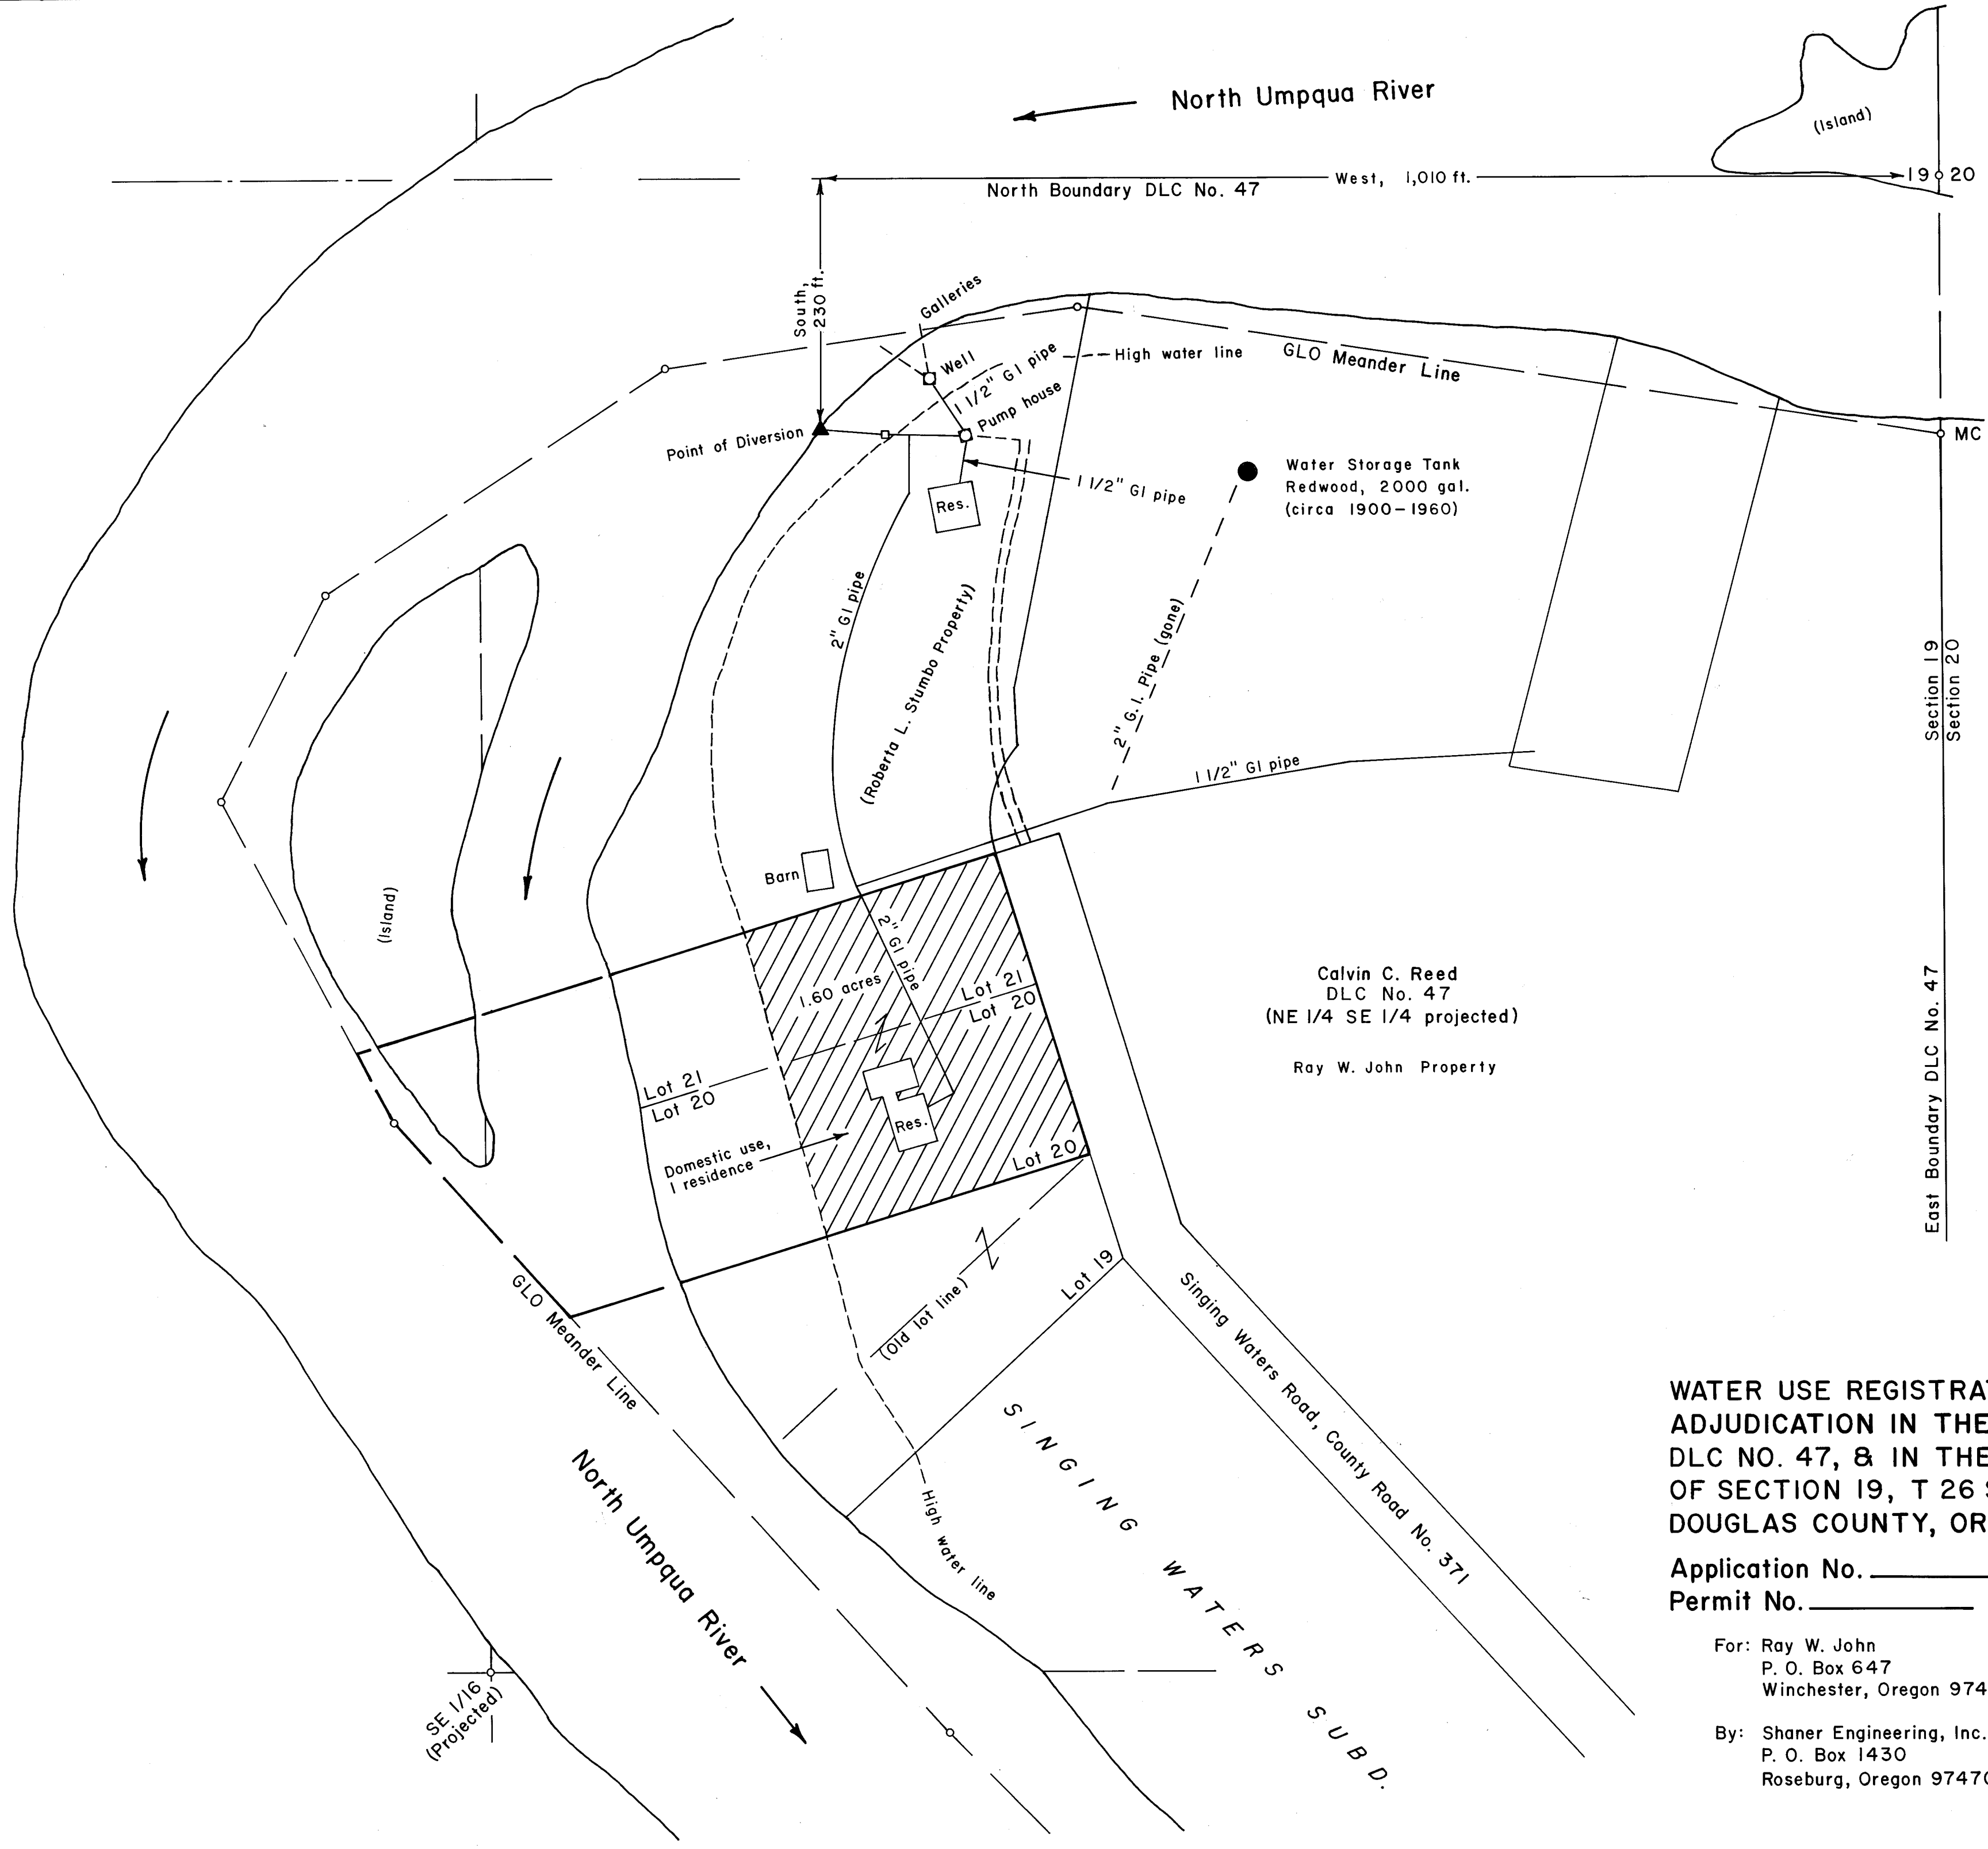 North Umpqua River
(Island)
West, 1,010 ft.
19 20
North Boundary DLC No. 47
South,
230 ft.
Galleries
Well
1 1/2" GI pipe
High water line
GLO Meander Line
Pump house
Point of Diversion
MC
1 1/2" GI pipe
Water Storage Tank
Redwood, 2000 gal.
(circa 1900-1960)
Res.
2" GI pipe
(Roberta L. Stumbo Property)
2" G.I. Pipe (gone)
Section 19
Section 20
1 1/2" GI pipe
Barn
(Island)
2" GI pipe
1.60 acres
Lot 21
Lot 20
Calvin C. Reed
DLC No. 47
(NE 1/4 SE 1/4 projected)
Ray W. John Property
East Boundary DLC No. 47
Lot 21
Lot 20
Res.
Domestic use,
1 residence
Lot 20
Lot 19
(Old lot line)
GLO Meander Line
Singing Waters Road, County Road No. 371
SINGING WATERS SUBD.
High water line
North Umpqua River
SE 1/16
(Projected)
WATER USE REGISTRA
ADJUDICATION IN THE
DLC NO. 47, & IN THE
OF SECTION 19, T 26 S
DOUGLAS COUNTY, OR
Application No.
Permit No.
For: Ray W. John
P. O. Box 647
Winchester, Oregon 974
By: Shaner Engineering, Inc.
P. O. Box 1430
Roseburg, Oregon 97470